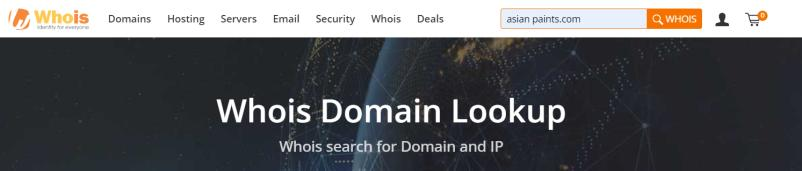 Whois
Identity for everyone
Domains Hosting Servers Email Security Whois Deals asian paints.com WHOIS 0
Whois Domain Lookup
Whois search for Domain and IP